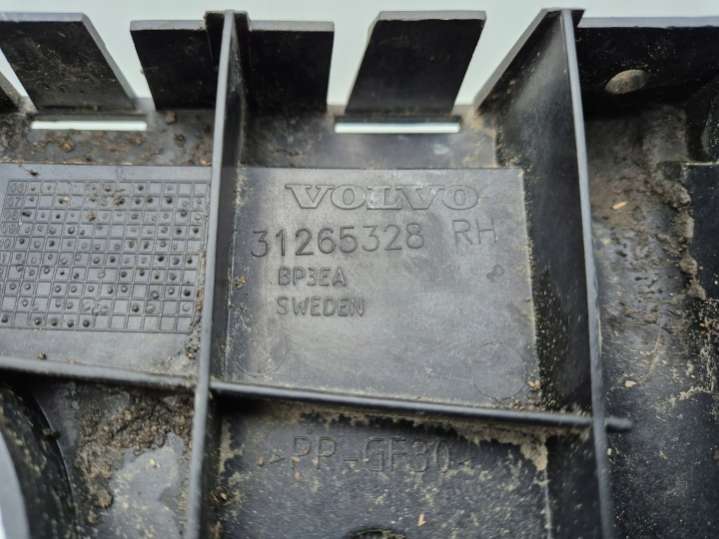 VOLVO
31265328 RH
BP3EA
SWEDEN
>PP-GF30